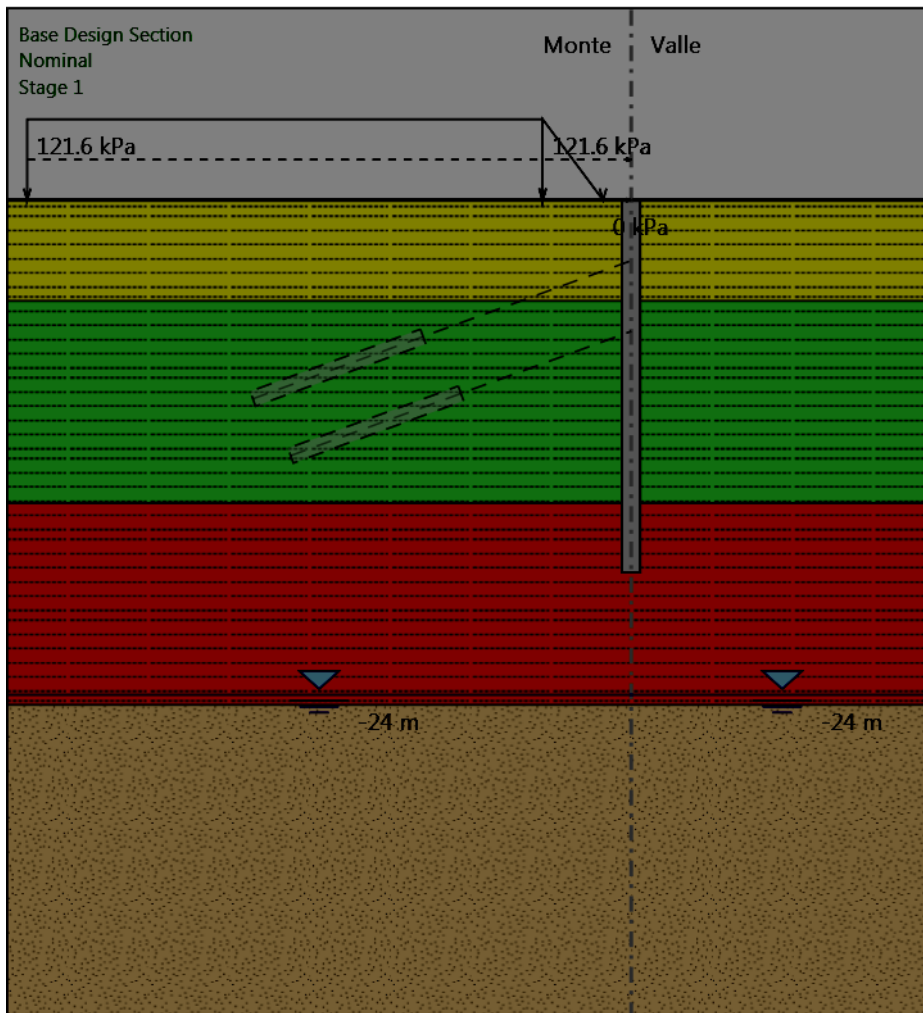 Base Design Section
Nominal
Stage 1
Monte
Valle
121.6 kPa
121.6 kPa
0 kPa
-24 m
-24 m